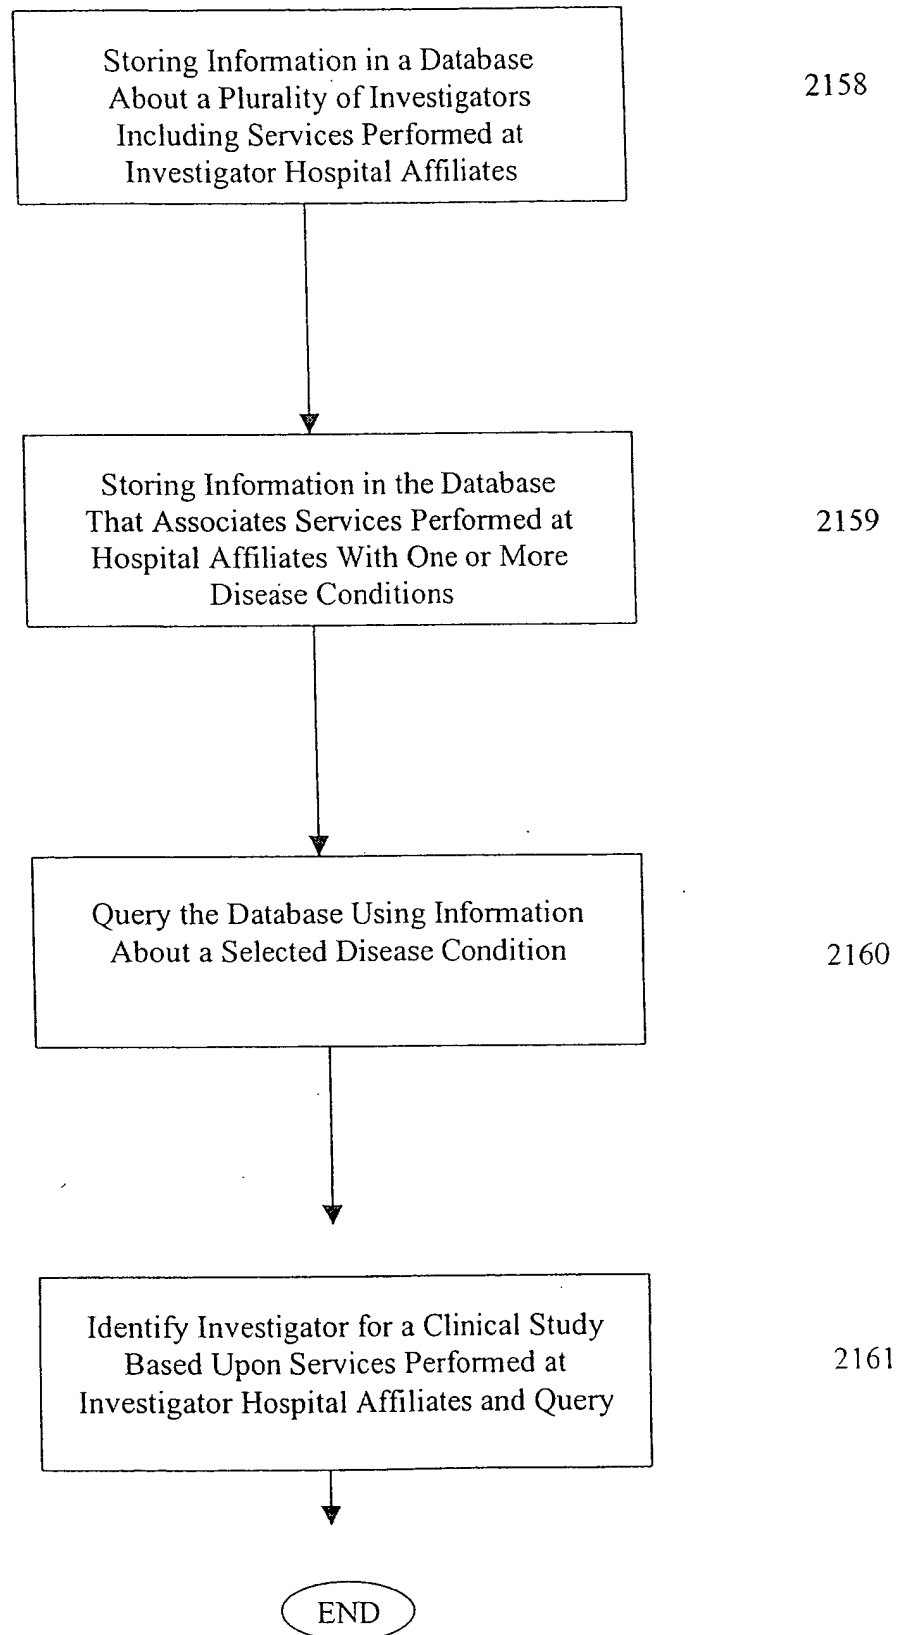 Storing Information in a Database
About a Plurality of Investigators
Including Services Performed at
Investigator Hospital Affiliates
2158
Storing Information in the Database
That Associates Services Performed at
Hospital Affiliates With One or More
Disease Conditions
2159
Query the Database Using Information
About a Selected Disease Condition
2160
Identify Investigator for a Clinical Study
Based Upon Services Performed at
Investigator Hospital Affiliates and Query
2161
END